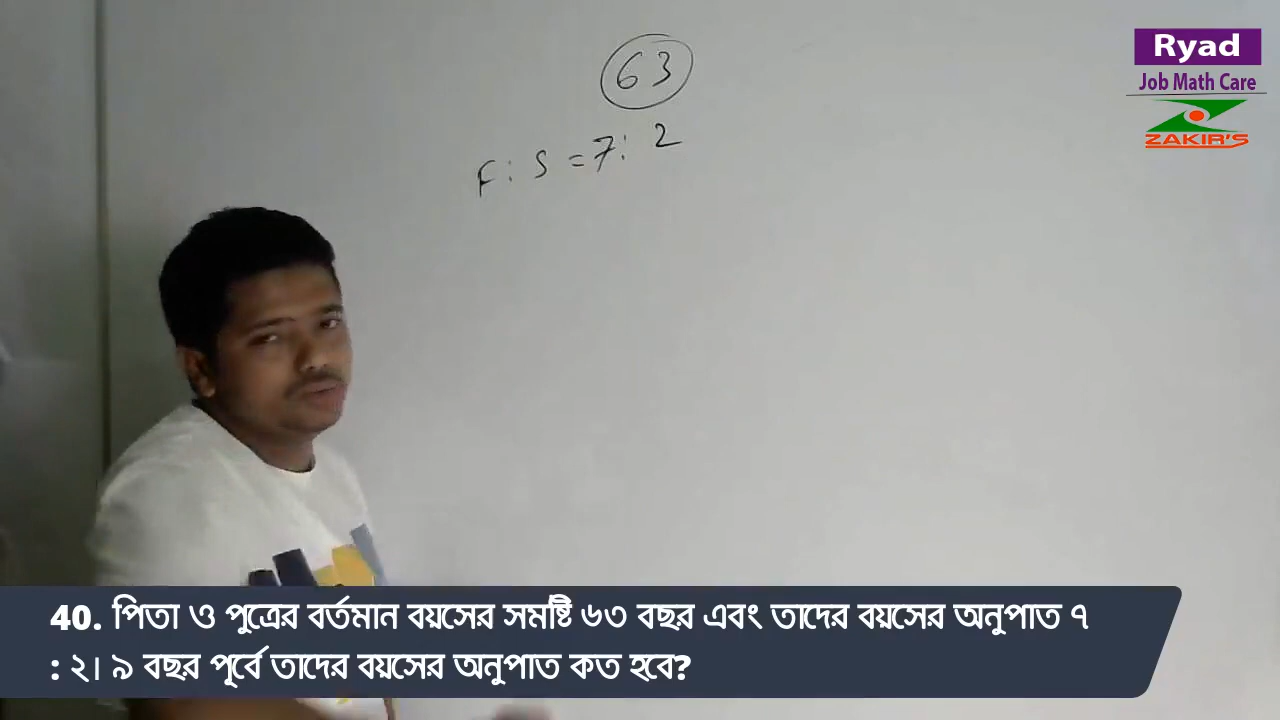 63
F: S = 7: 2
Ryad
Job Math Care
ZAKIR'S
40. পিতা ও পুত্রের বর্তমান বয়সের সমষ্টি ৬৩ বছর এবং তাদের বয়সের অনুপাত ৭
: ২। ৯ বছর পূর্বে তাদের বয়সের অনুপাত কত হবে?